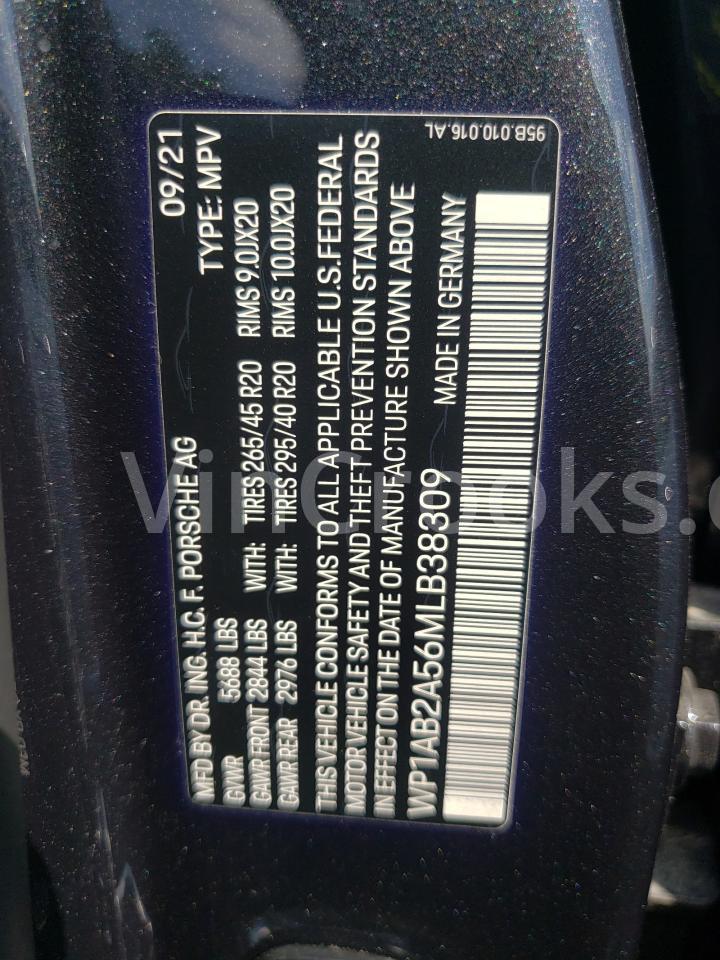 MFD BY DR. ING. H.C. F. PORSCHE AG 09/21
GVWR 5688 LBS TYPE: MPV
GAWR FRONT 2844 LBS WITH: TIRES 265/45 R20 RIMS 9.0JX20
GAWR REAR 2976 LBS WITH: TIRES 295/40 R20 RIMS 10.0JX20
THIS VEHICLE CONFORMS TO ALL APPLICABLE U.S. FEDERAL
MOTOR VEHICLE SAFETY AND THEFT PREVENTION STANDARDS
IN EFFECT ON THE DATE OF MANUFACTURE SHOWN ABOVE
WP1AB2A56MLB38309 MADE IN GERMANY
95B.010.016.AL
VinCrooks.c